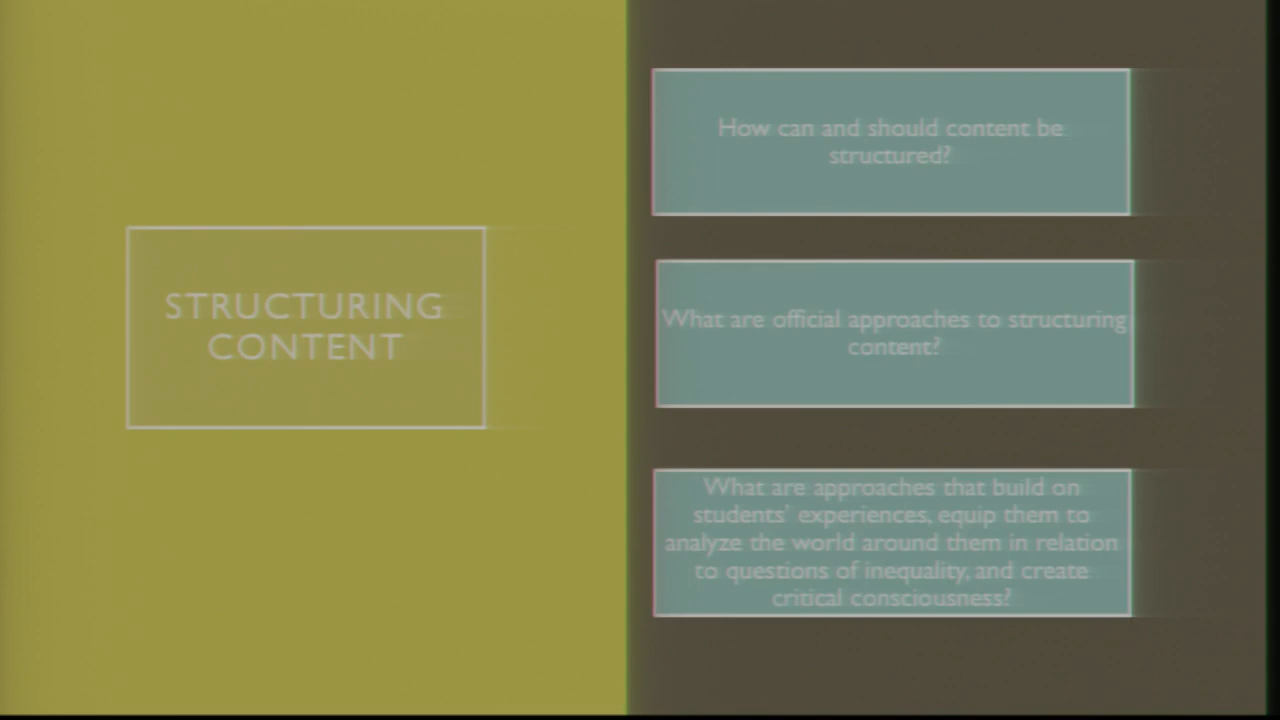 STRUCTURING
CONTENT
How can and should content be
structured?
What are official approaches to structuring
content?
What are approaches that build on
students' experiences, equip them to
analyze the world around them in relation
to questions of inequality, and create
critical consciousness?